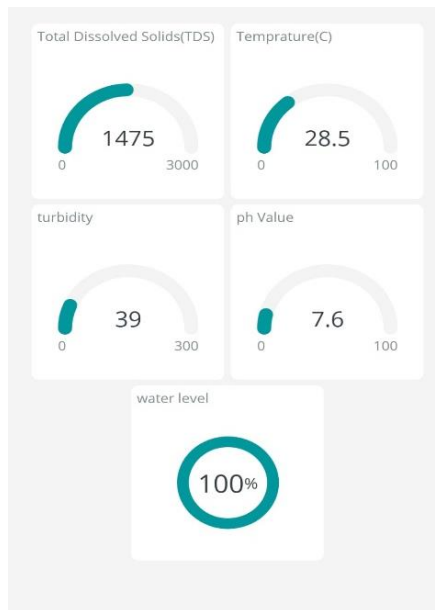 Total Dissolved Solids(TDS)
1475
0 3000
Temprature(C)
28.5
0 100
turbidity
39
0 300
ph Value
7.6
0 100
water level
100%